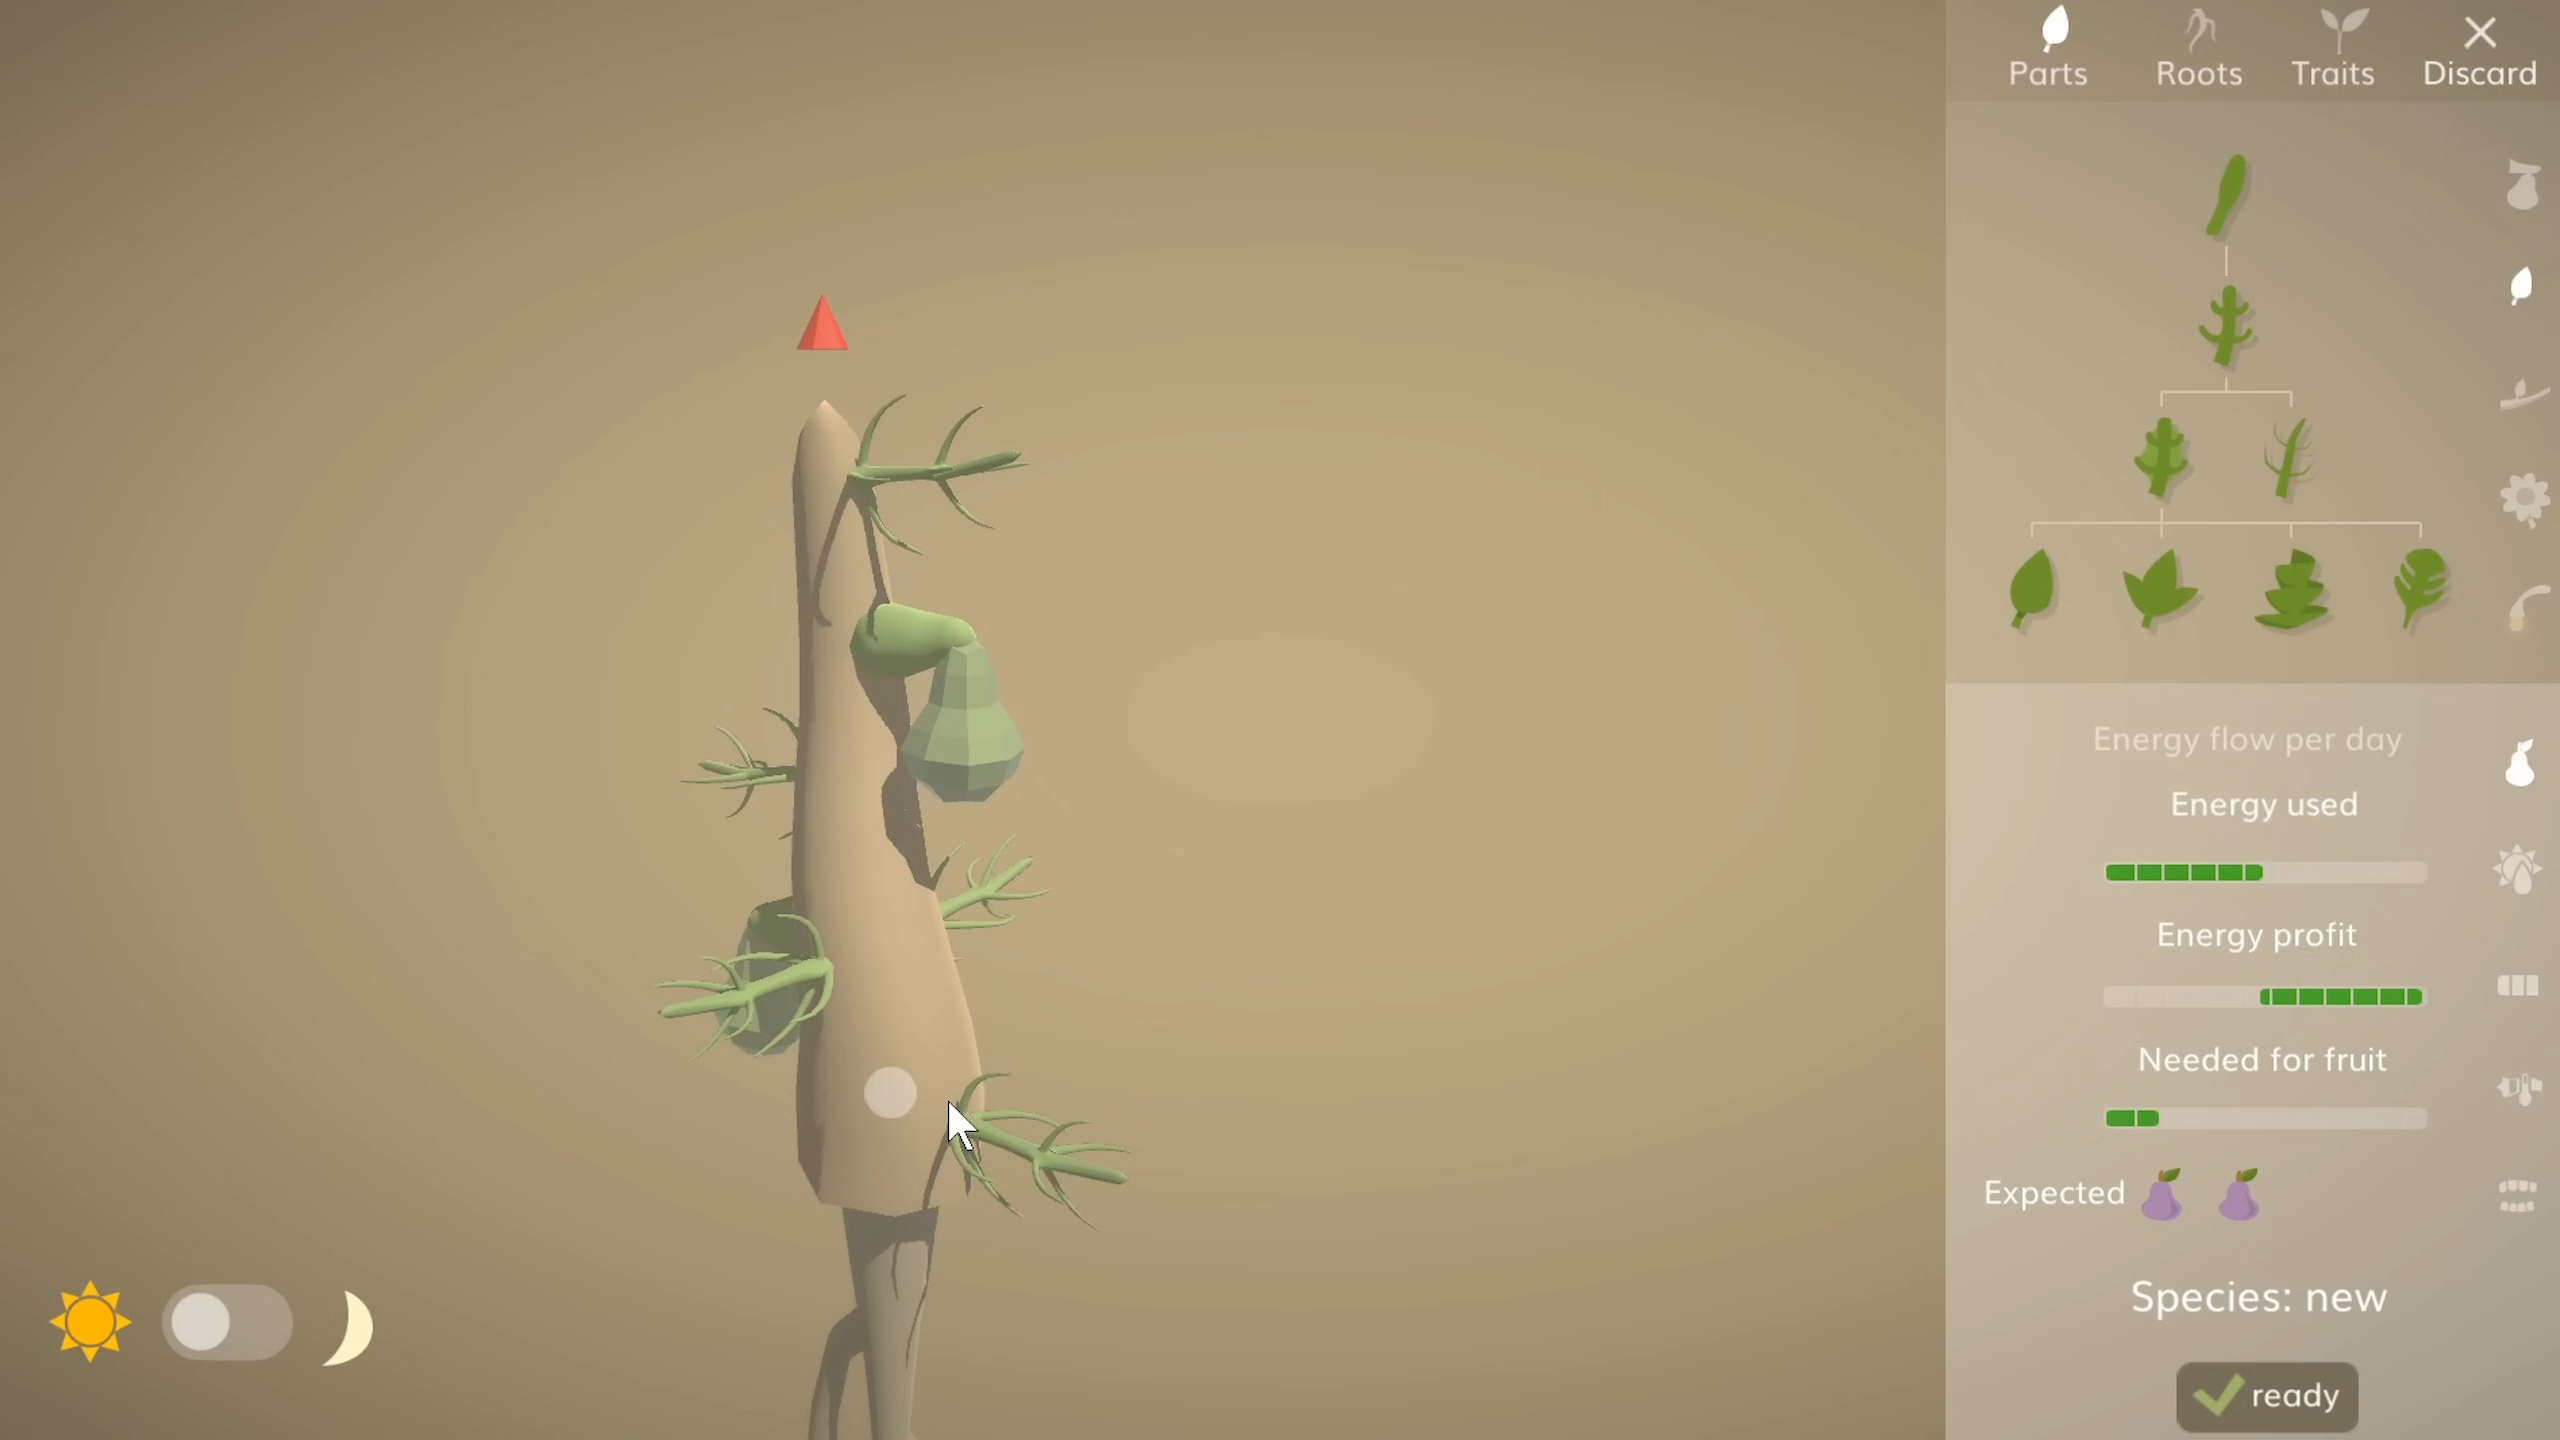 Parts
Roots
Traits
Discard
Energy flow per day
Energy used
Energy profit
Needed for fruit
Expected
Species: new
ready